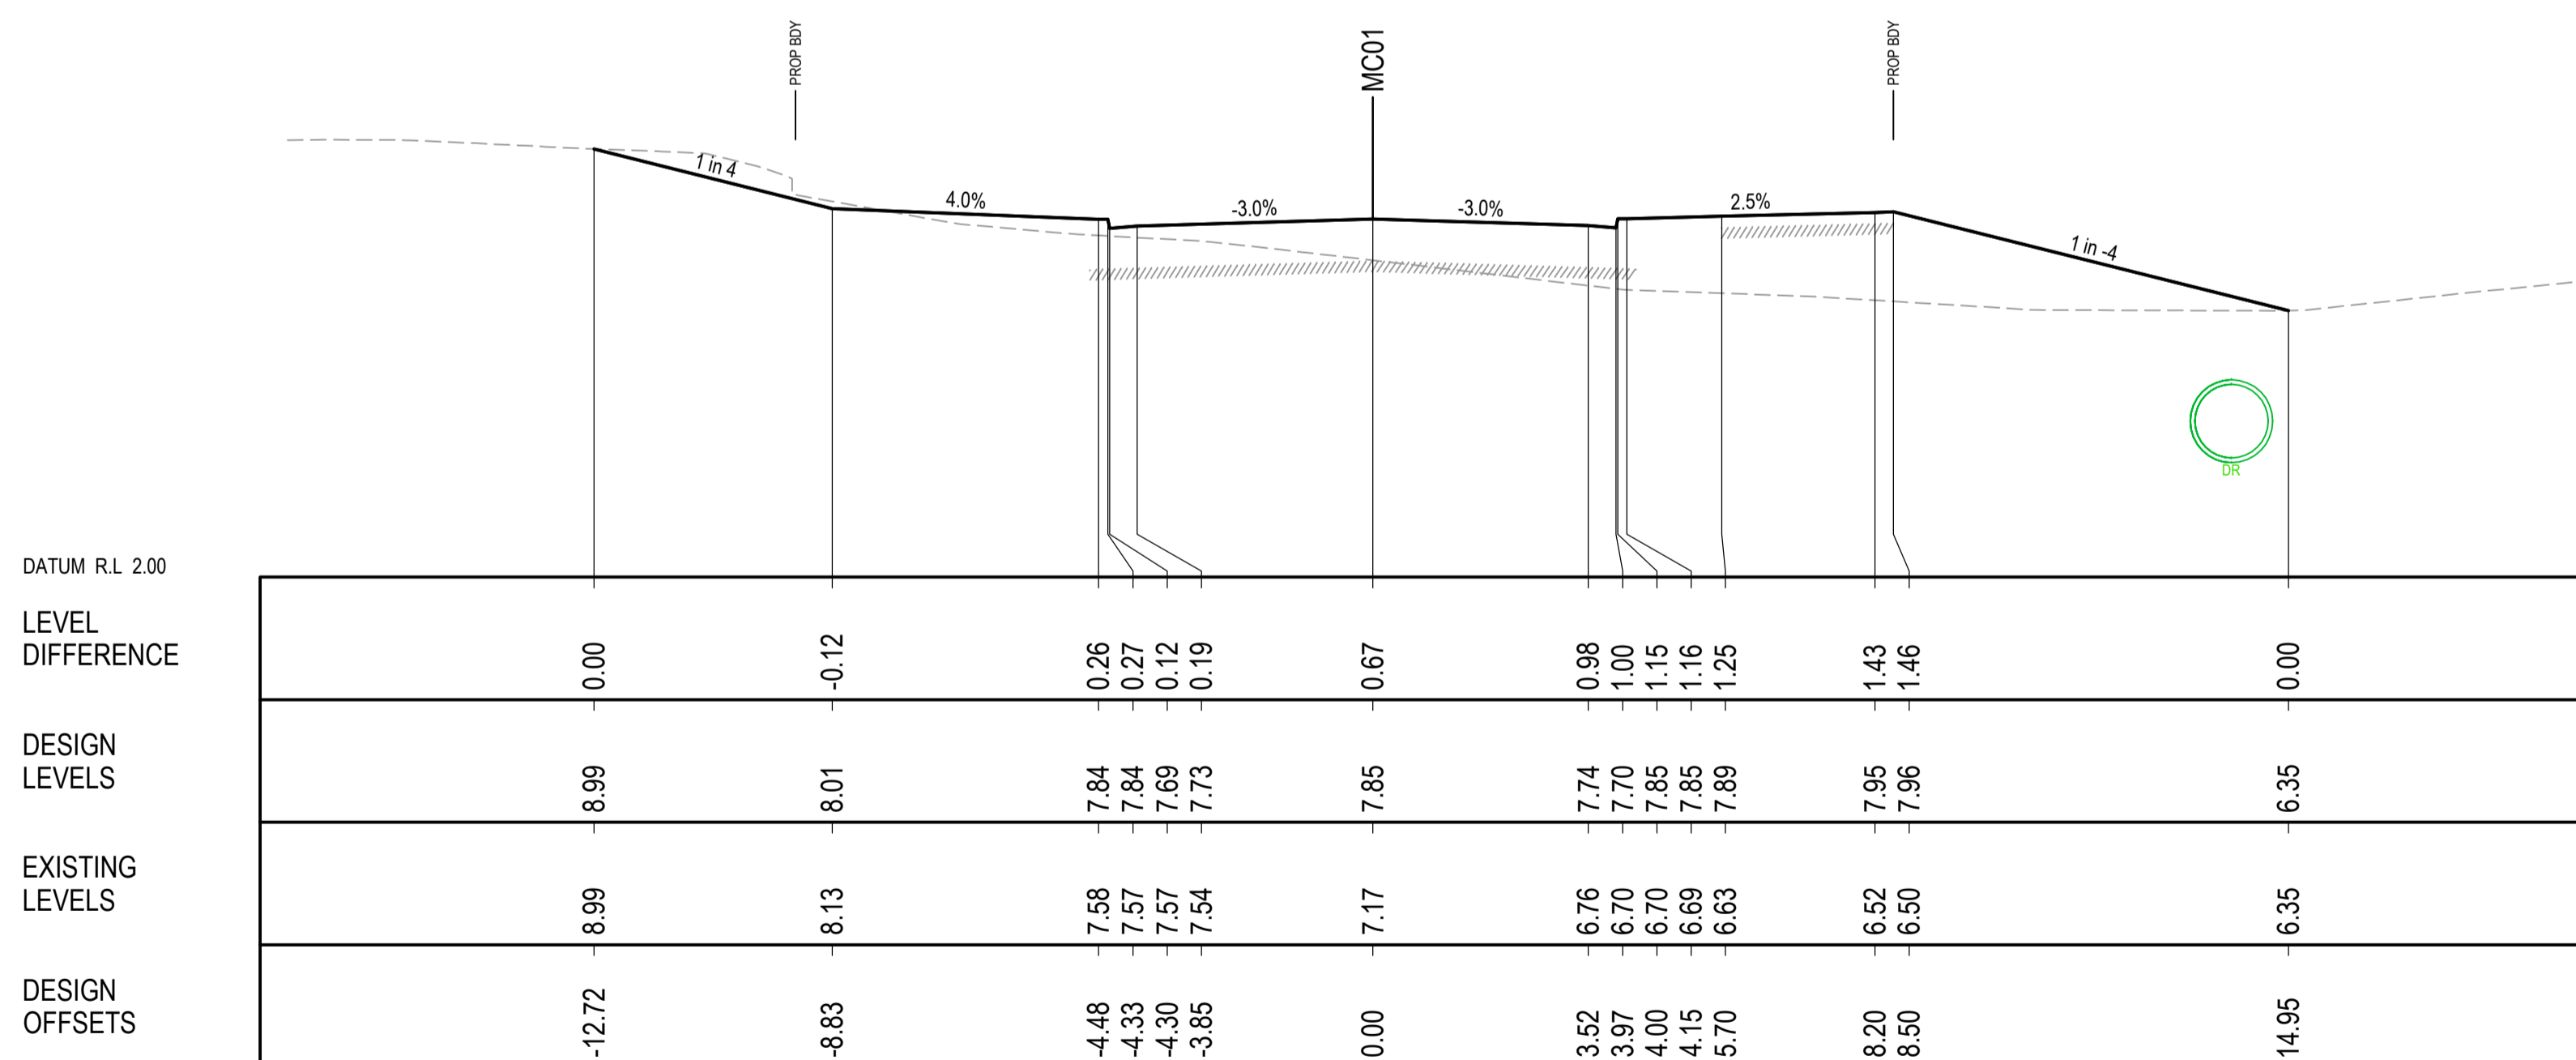 PROP BDY
MC01
PROP BDY
1 in 4
4.0%
-3.0%
-3.0%
2.5%
1 in -4
DR
DATUM R.L 2.00
LEVEL
DIFFERENCE
0.00 -0.12 0.26 0.27 0.12 0.19 0.67 0.98 1.00 1.15 1.16 1.25 1.43 1.46 0.00
DESIGN
LEVELS
8.99 8.01 7.84 7.84 7.69 7.73 7.85 7.74 7.70 7.85 7.85 7.89 7.95 7.96 6.35
EXISTING
LEVELS
8.99 8.13 7.58 7.57 7.57 7.54 7.17 6.76 6.70 6.70 6.69 6.63 6.52 6.50 6.35
DESIGN
OFFSETS
-12.72 -8.83 -4.48 -4.33 -4.30 -3.85 0.00 3.52 3.97 4.00 4.15 5.70 8.20 8.50 14.95